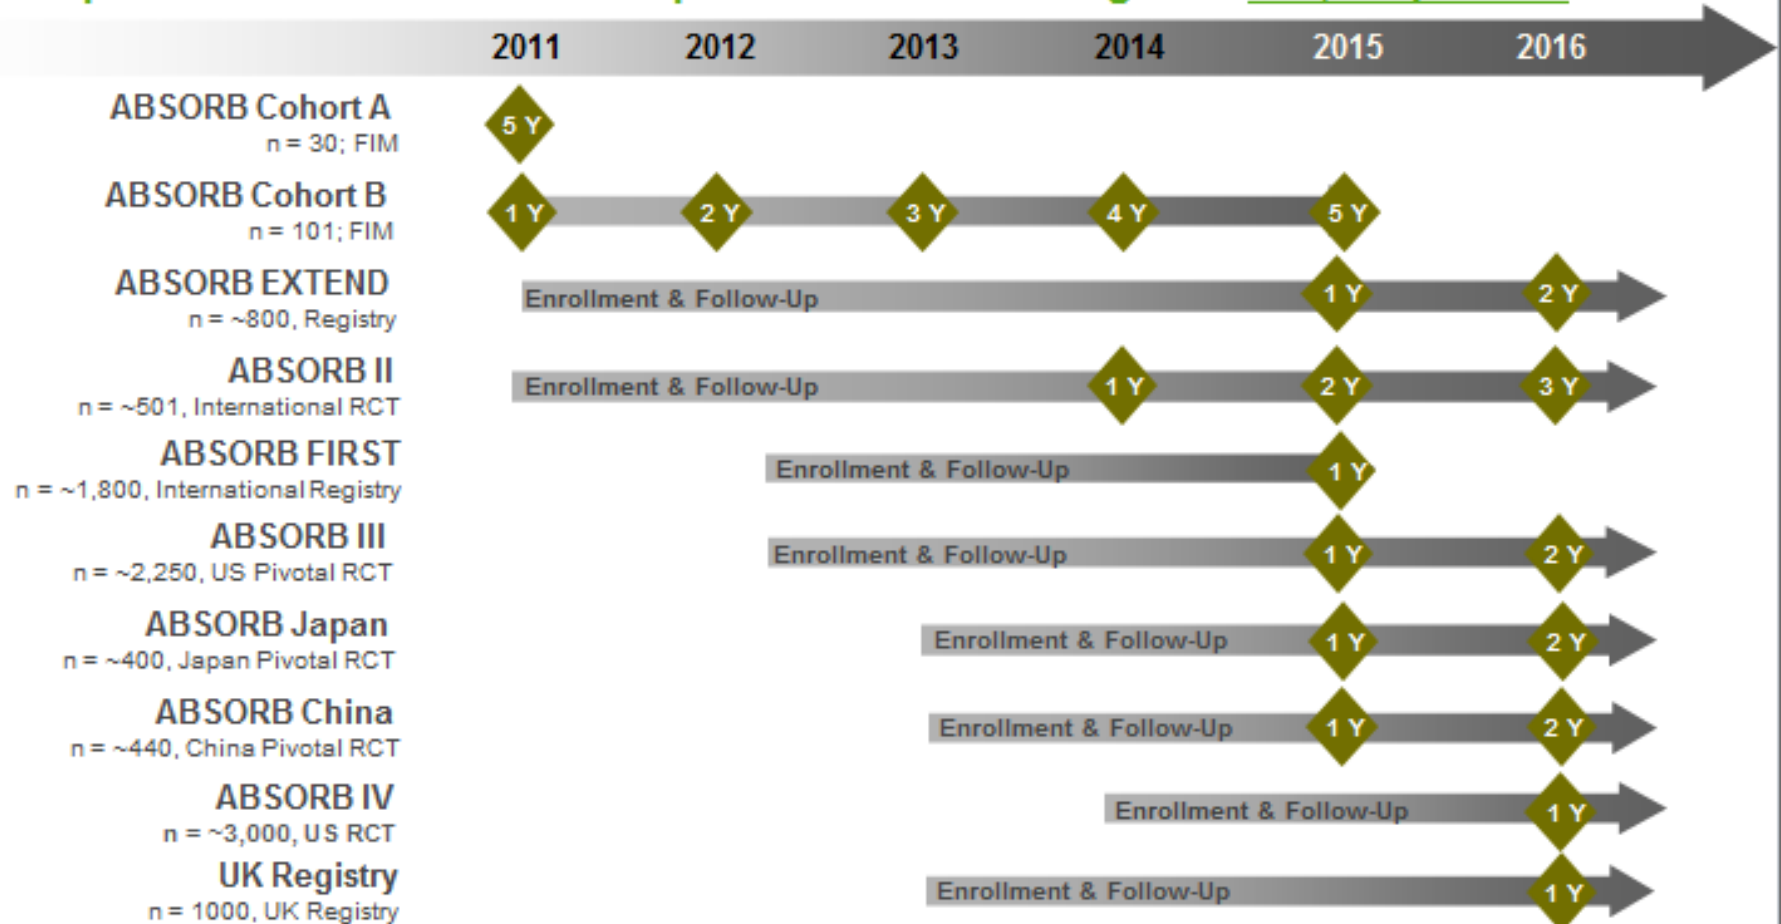 2011 2012 2013 2014 2015 2016
ABSORB Cohort A
5 Y
n = 30; FIM
ABSORB Cohort B
1 Y 2 Y 3 Y 4 Y 5 Y
n = 101; FIM
ABSORB EXTEND
Enrollment & Follow-Up 1 Y 2 Y
n = ~800, Registry
ABSORB II
Enrollment & Follow-Up 1 Y 2 Y 3 Y
n = ~501, International RCT
ABSORB FIRST
Enrollment & Follow-Up 1 Y
n = ~1,800, International Registry
ABSORB III
Enrollment & Follow-Up 1 Y 2 Y
n = ~2,250, US Pivotal RCT
ABSORB Japan
Enrollment & Follow-Up 1 Y 2 Y
n = ~400, Japan Pivotal RCT
ABSORB China
Enrollment & Follow-Up 1 Y 2 Y
n = ~440, China Pivotal RCT
ABSORB IV
Enrollment & Follow-Up 1 Y
n = ~3,000, US RCT
UK Registry
Enrollment & Follow-Up 1 Y
n = 1000, UK Registry